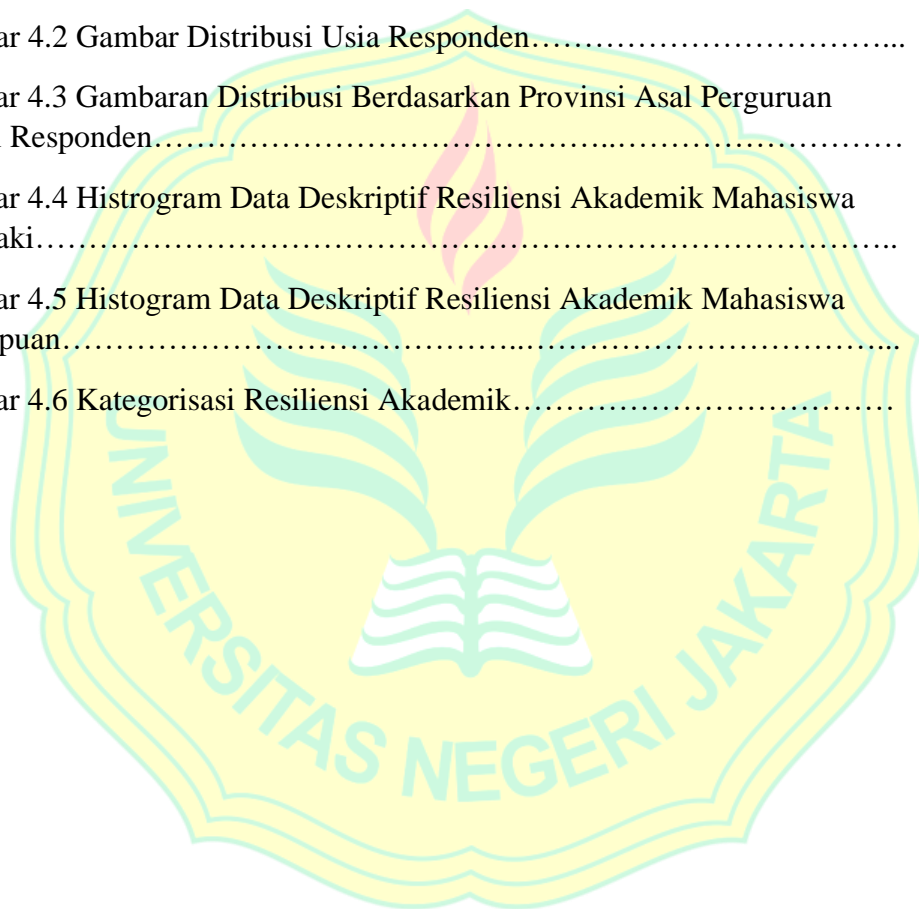 ar 4.2 Gambar Distribusi Usia Responden……………………………...
ar 4.3 Gambaran Distribusi Berdasarkan Provinsi Asal Perguruan
Responden……………………………………..………………………
ar 4.4 Histrogram Data Deskriptif Resiliensi Akademik Mahasiswa
aki……………………………………..………………………………..
ar 4.5 Histogram Data Deskriptif Resiliensi Akademik Mahasiswa
puan……………………………………..……………………………...
ar 4.6 Kategorisasi Resiliensi Akademik………………………………
UNIVERSITAS NEGERI JAKARTA